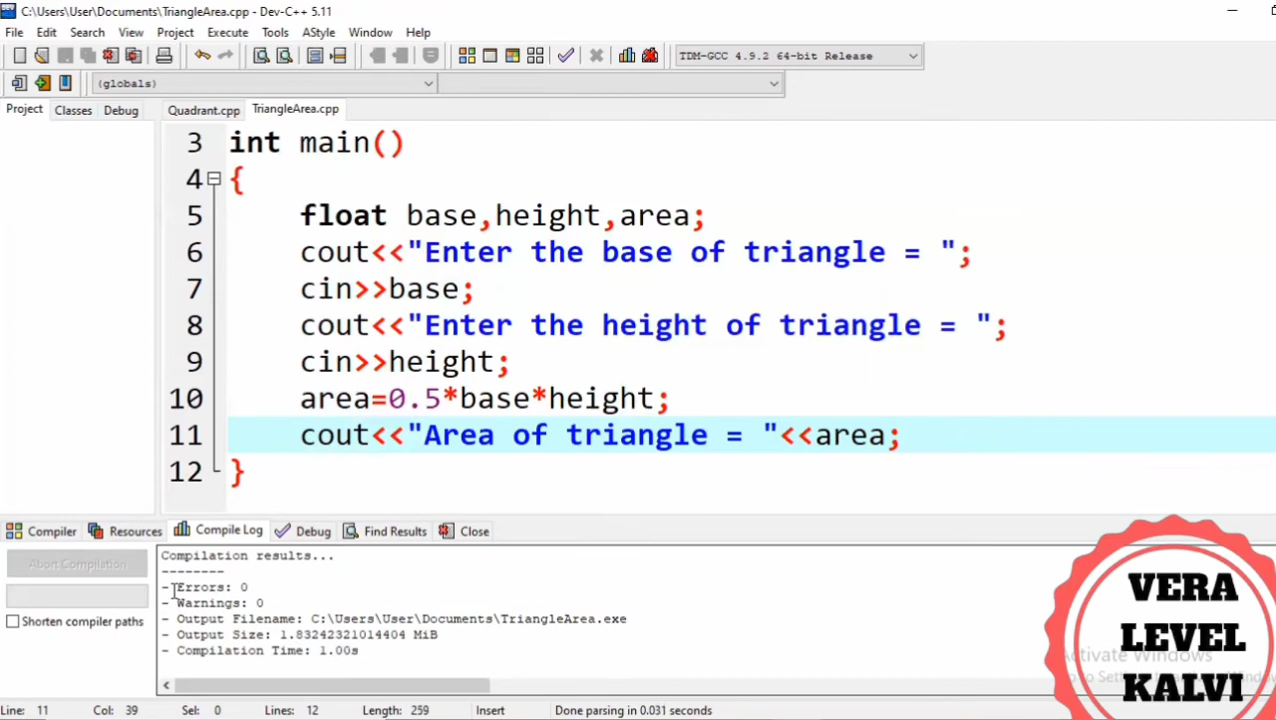 C:\Users\User\Documents\TriangleArea.cpp - Dev-C++ 5.11
File Edit Search View Project Execute Tools AStyle Window Help
TDM-GCC 4.9.2 64-bit Release
(globals)
Project Classes Debug Quadrant.cpp TriangleArea.cpp
3 int main()
4 {
5 float base,height,area;
6 cout<<"Enter the base of triangle = ";
7 cin>>base;
8 cout<<"Enter the height of triangle = ";
9 cin>>height;
10 area=0.5*base*height;
11 cout<<"Area of triangle = "<<area;
12 }
Compiler Resources Compile Log Debug Find Results Close
Abort Compilation
Shorten compiler paths
Compilation results...
--------
- Errors: 0
- Warnings: 0
- Output Filename: C:\Users\User\Documents\TriangleArea.exe
- Output Size: 1.83242321014404 MiB
- Compilation Time: 1.00s
VERA
LEVEL
KALVI
Activate Windows
Line: 11 Col: 39 Sel: 0 Lines: 12 Length: 259 Insert Done parsing in 0.031 seconds